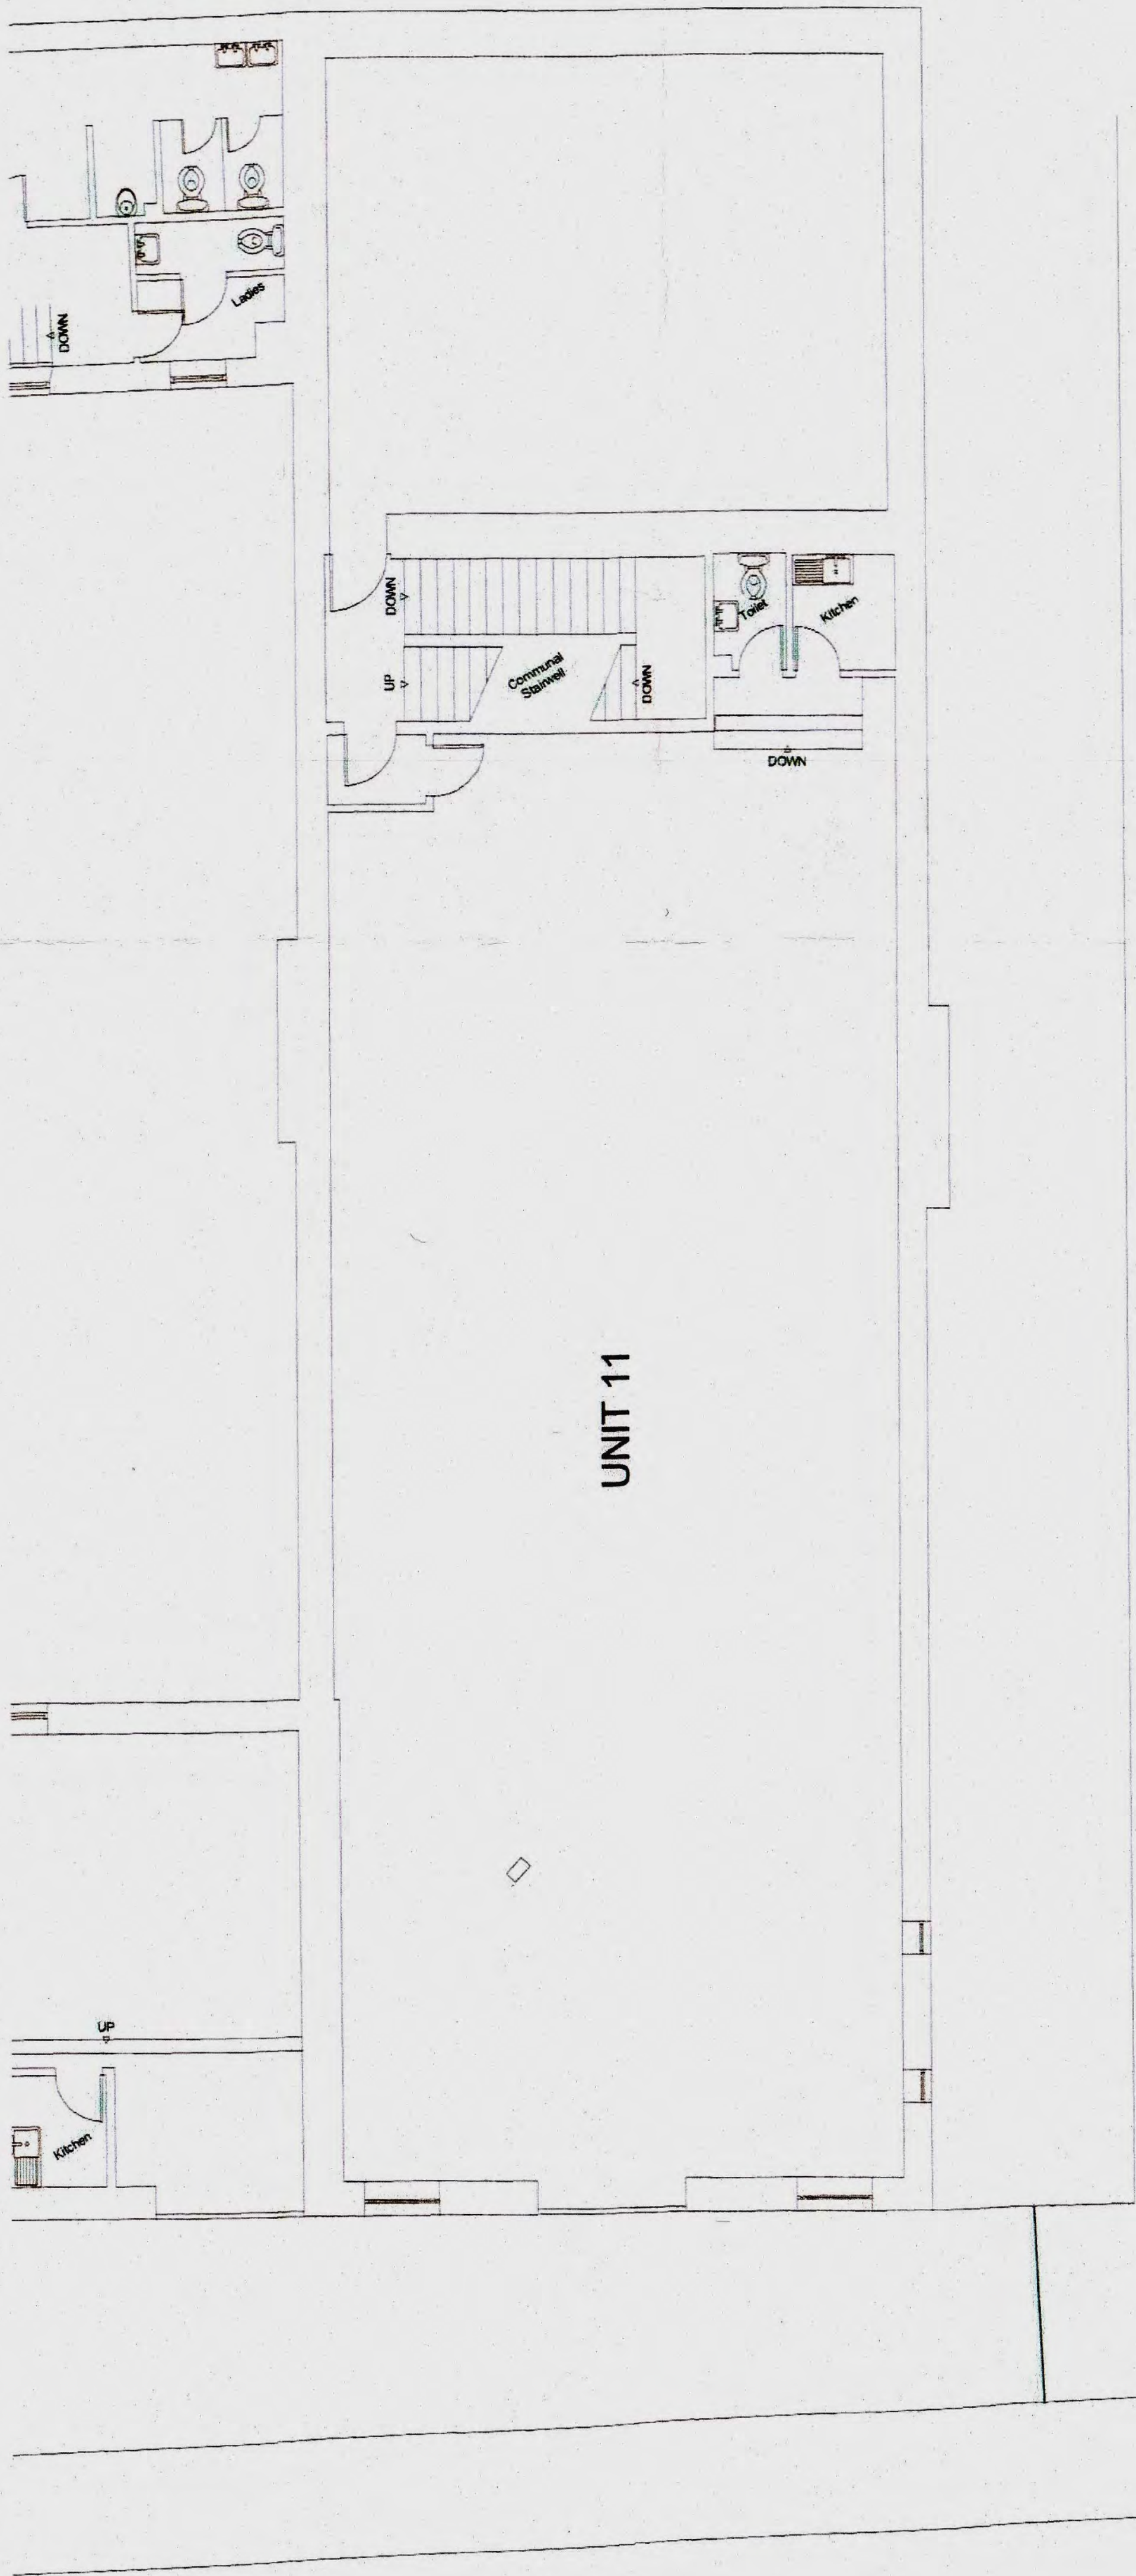 Ladies
DOWN
DOWN
UP
Communal
Stairwell
DOWN
Toilet
Kitchen
DOWN
UNIT 11
UP
Kitchen